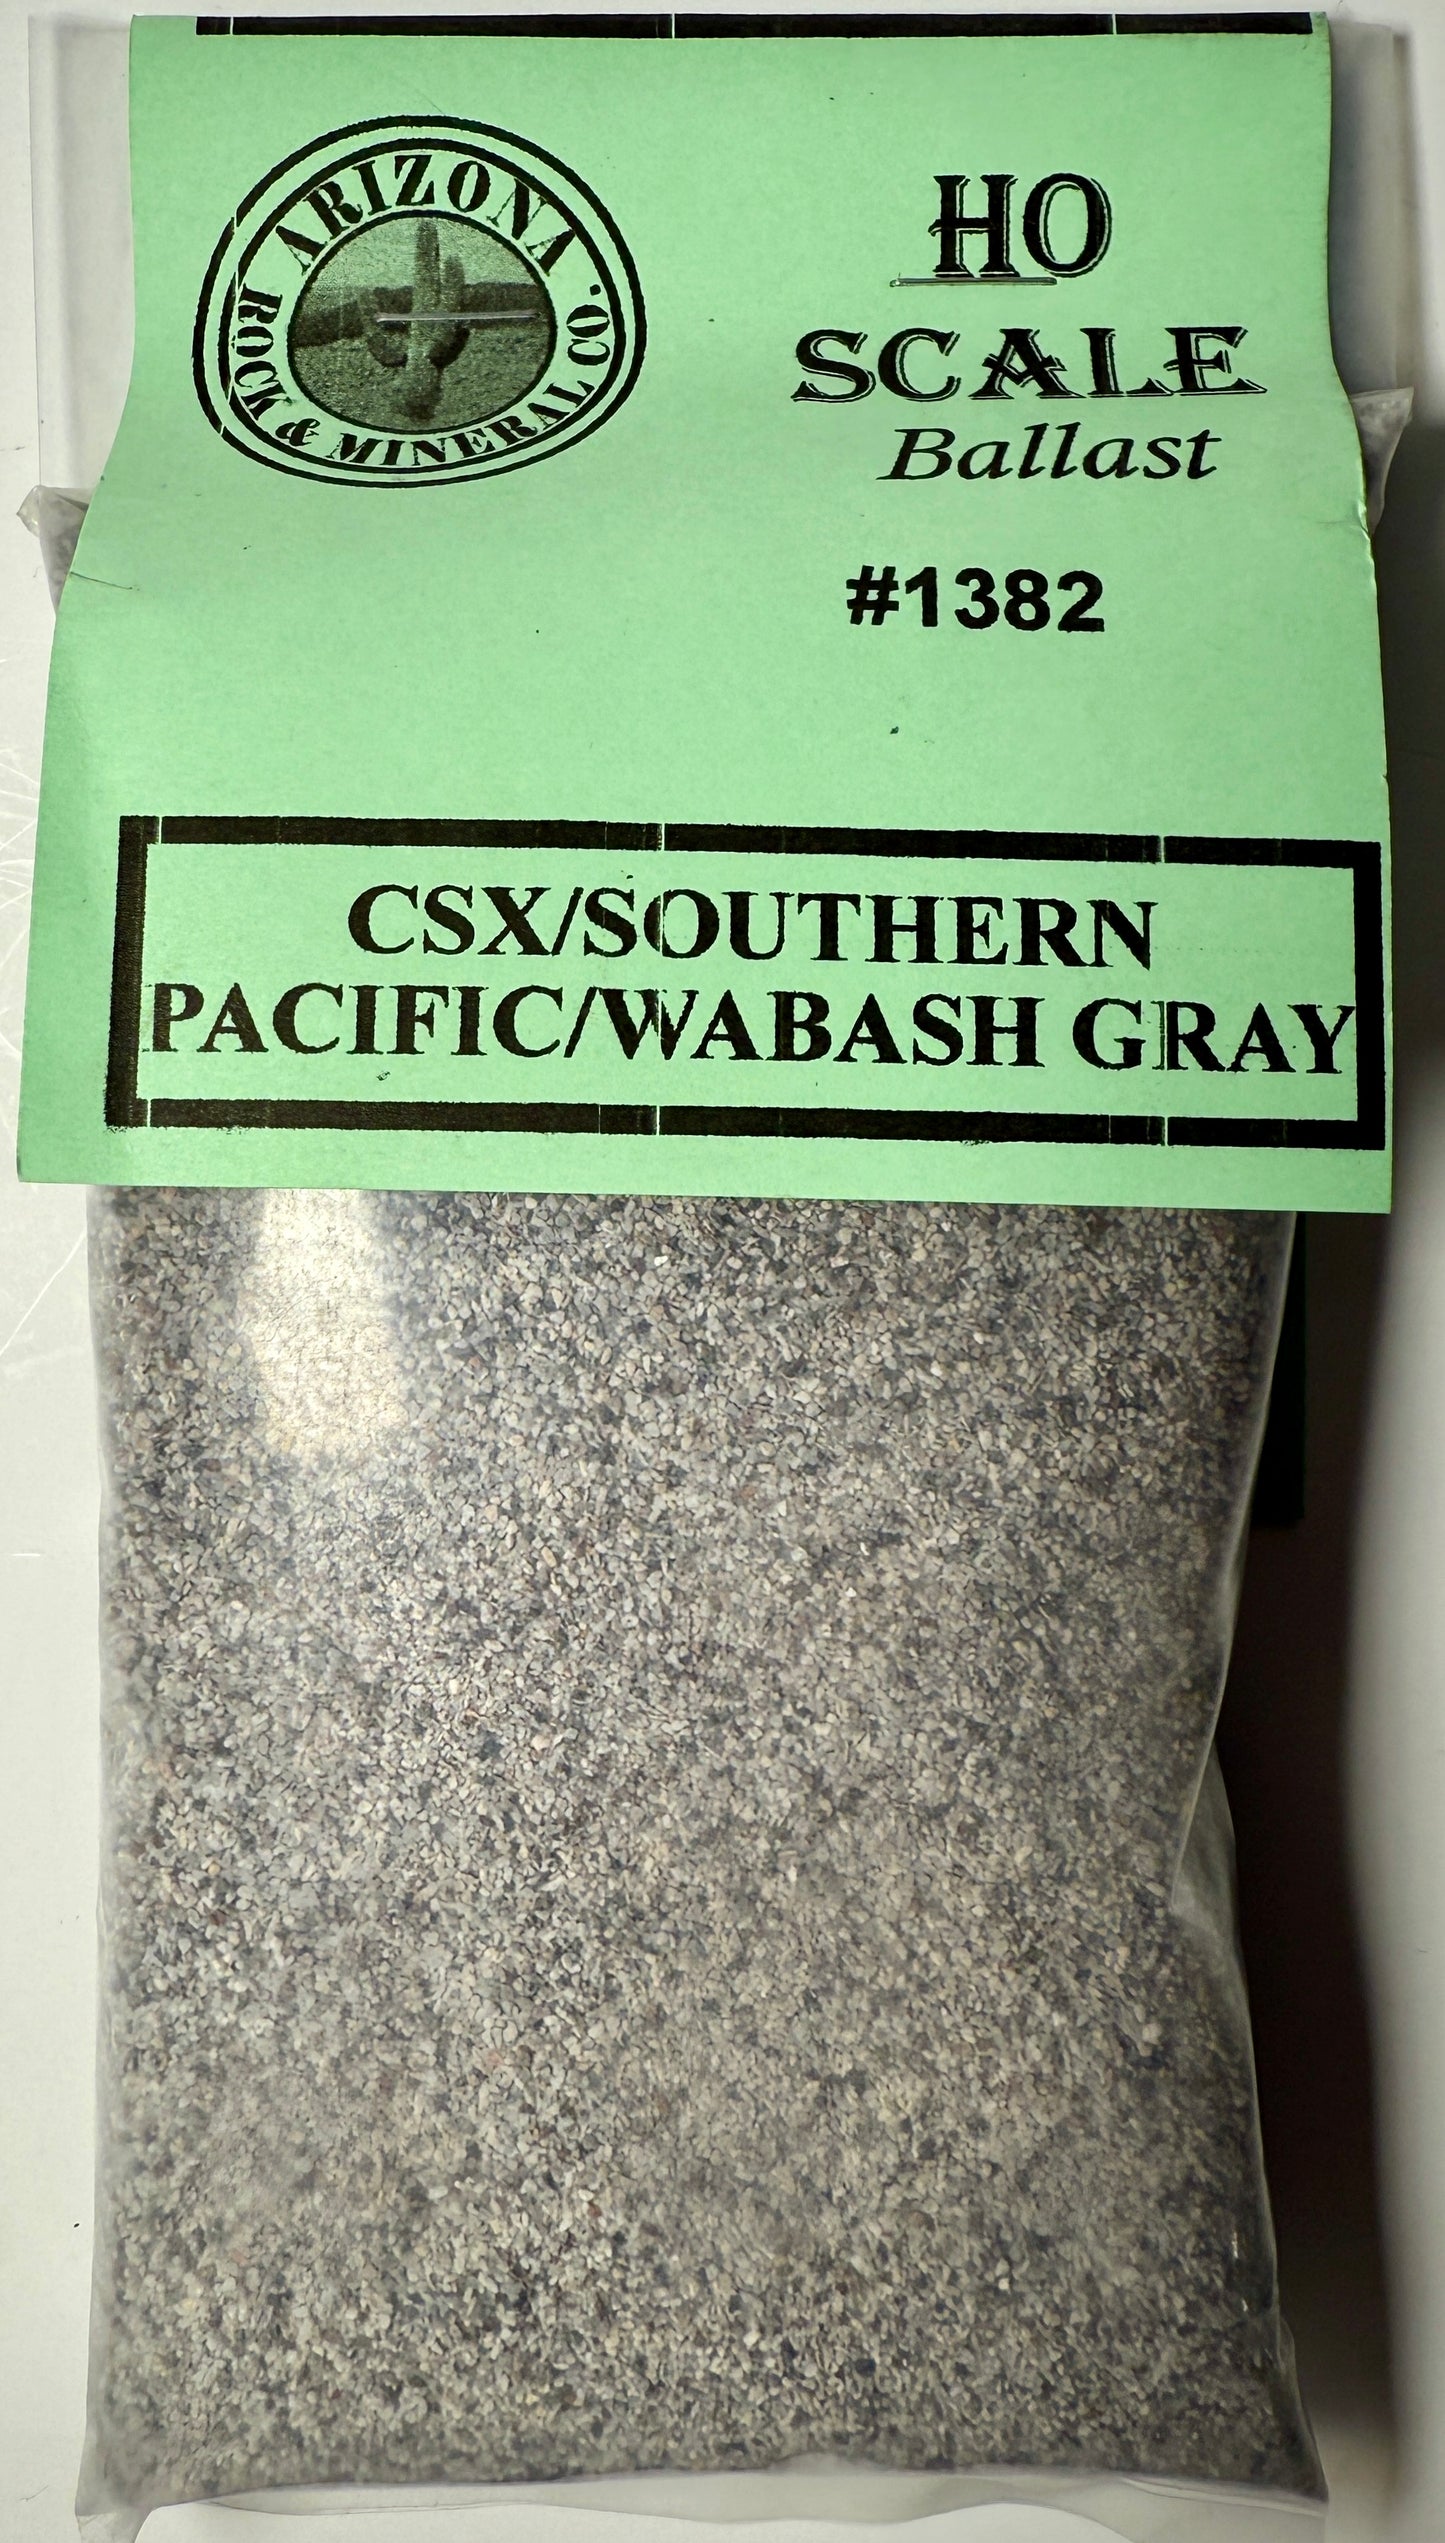 ARIZONA
ROCK & MINERAL CO.
HO
SCALE
Ballast
#1382
CSX/SOUTHERN
PACIFIC/WABASH GRAY